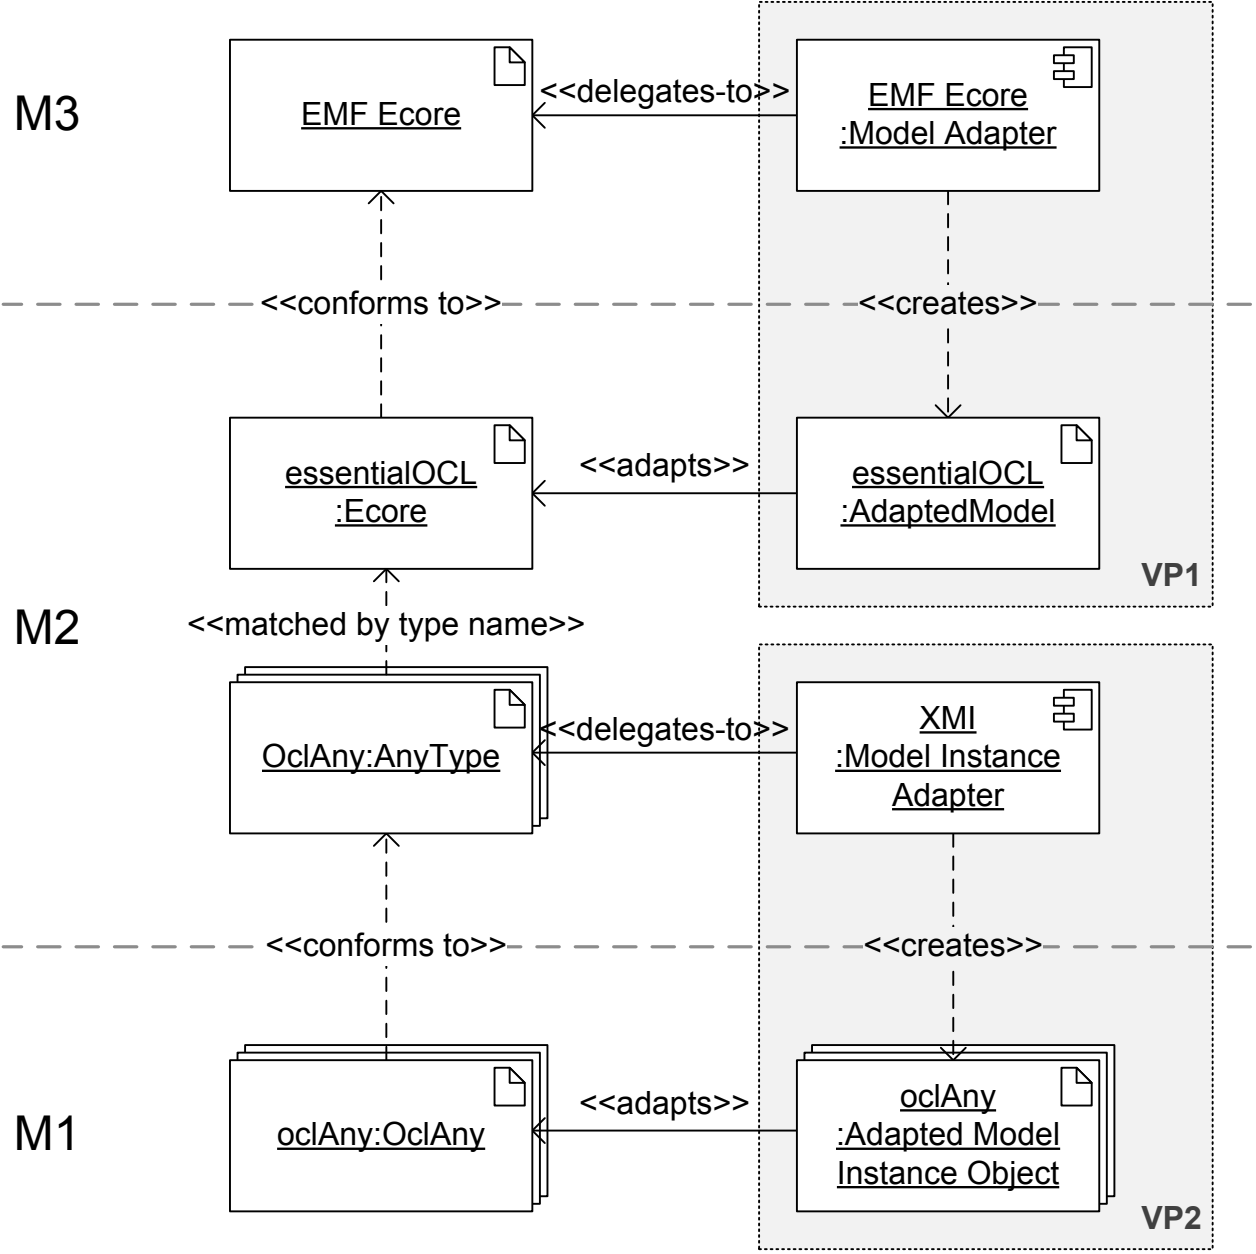 M3
EMF Ecore
<<delegates-to>>
EMF Ecore
:Model Adapter
<<conforms to>>
<<creates>>
essentialOCL
:Ecore
<<adapts>>
essentialOCL
:AdaptedModel
VP1
M2
<<matched by type name>>
OclAny:AnyType
<<delegates-to>>
XMI
:Model Instance
Adapter
<<conforms to>>
<<creates>>
M1
oclAny:OclAny
<<adapts>>
oclAny
:Adapted Model
Instance Object
VP2